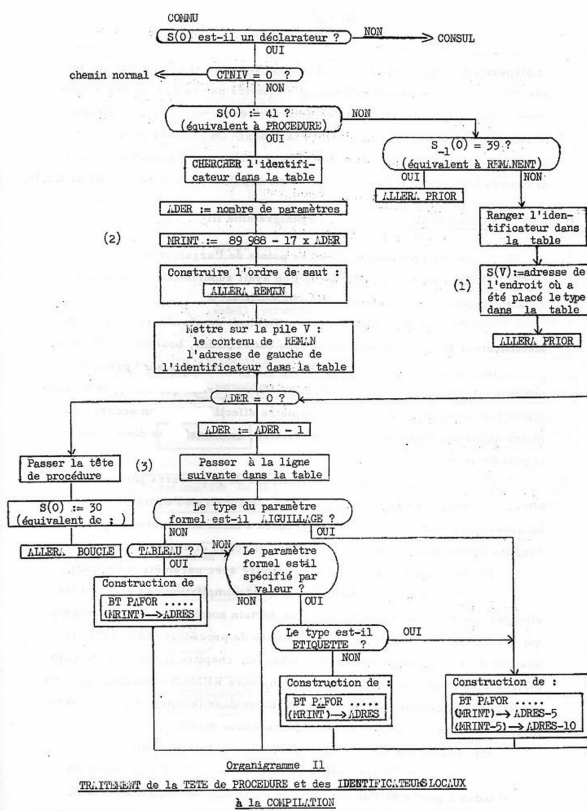 COMMU
S(O) est-il un déclarateur ?
NON
CONSUL
OUI
chemin normal
CTNIV = 0 ?
NON
S(O) := 41 ?
(équivalent à PROCEDURE)
NON
OUI
S₋₁(0) = 39 ?
(équivalent à REMANENT)
OUI
NON
CHERCHER l'identifi-
cateur dans la table
ALLERA PRIOR
Ranger l'iden-
tificateur dans
la table
ADER := nombre de paramètres
(2)
MRINT := 89 988 - 17 x ADER
(1)
S(V):=adresse de
l'endroit où a
été placé le type
dans la table
Construire l'ordre de saut :
ALLERA REMEN
ALLERA PRIOR
Mettre sur la pile V :
le contenu de REMAN
l'adresse de gauche de
l'identificateur dans la table
ADER = 0 ?
ADER := ADER - 1
Passer la tête
de procédure
(3)
Passer à la ligne
suivante dans la table
S(O) := 30
(équivalent de ; )
Le type du paramètre
formel est-il AIGUILLAGE ?
NON
OUI
ALLERA BOUCLE
TABLEAU ?
NON
Le paramètre
formel est il
spécifié par
valeur ?
OUI
Construction de
BT PAFOR .....
(MRINT)→ADRES
NON
OUI
Le type est-il
ETIQUETTE ?
OUI
NON
Construction de :
BT PAFOR .....
(MRINT)→ADRES
Construction de :
BT PAFOR .....
(MRINT) → ADRES-5
(MRINT-5) → ADRES-10
Organigramme I1
TRAITEMENT de la TETE de PROCEDURE et des IDENTIFICATEURS LOCAUX
à la COMPILATION